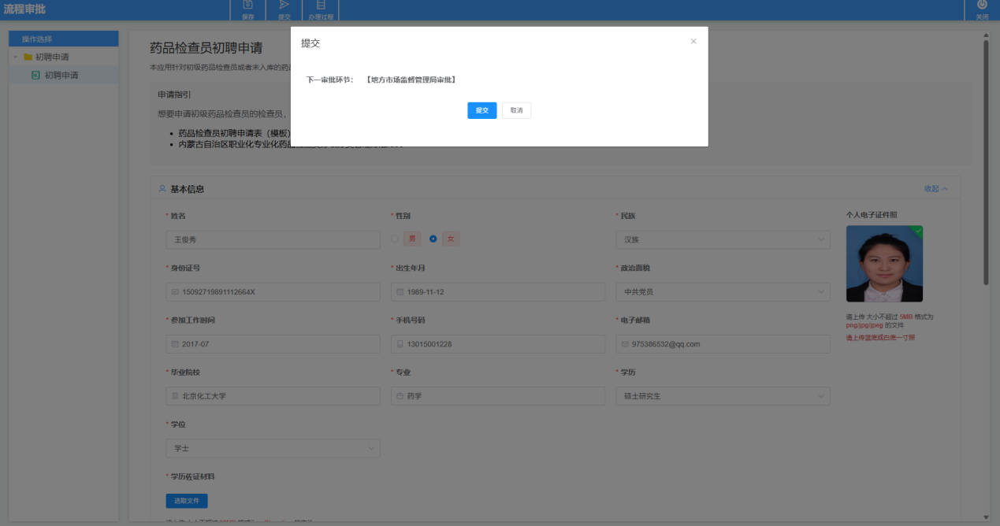 流程审批
保存
提交
办理过程
关闭
操作选择
初聘申请
初聘申请
药品检查员初聘申请
本应用针对初级药品检查员或者未入库的药
申请指引
想要申请初级药品检查员的检查员,
药品检查员初聘申请表（模板）
内蒙古自治区职业化专业化药品
提交
下一审批环节： 【地方市场监督管理局审批】
提交
取消
基本信息
收起
* 姓名
* 性别
* 民族
个人电子证件照
王俊秀
男
女
汉族
* 身份证号
* 出生年月
* 政治面貌
15092719891112664X
1989-11-12
中共党员
* 参加工作时间
* 手机号码
* 电子邮箱
请上传 大小不超过 5MB 格式为
png/jpg/jpeg 的文件
请上传蓝底或白底一寸照
2017-07
13015001228
975386532@qq.com
* 毕业院校
* 专业
* 学历
北京化工大学
药学
硕士研究生
* 学位
学士
* 学历佐证材料
选取文件